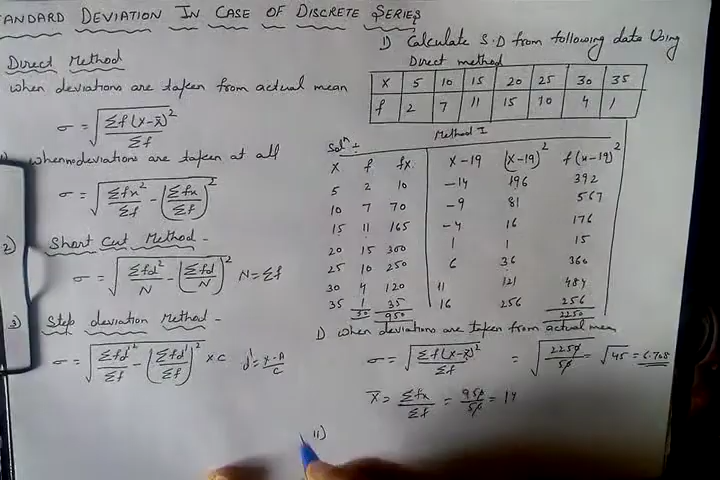 STANDARD DEVIATION IN CASE OF DISCRETE SERIES
Direct Method
when deviations are taken from actual mean
σ = √ Σf(x-x̄)² / Σf
when no deviations are taken at all
σ = √ Σfx² / Σf - (Σfx / Σf)²
2) Short Cut Method -
σ = √ Σfd² / N - (Σfd / N)² N = Σf
3) Step deviation Method -
σ = √ Σfd'² / Σf - (Σfd' / Σf)² × C d' = x-A / C
1) Calculate S.D from following data Using
Direct method
X 5 10 15 20 25 30 35
f 2 7 11 15 10 4 1
Solⁿ :-
Method I
X f fx X-19 (X-19)² f(x-19)²
5 2 10 -14 196 392
10 7 70 -9 81 567
15 11 165 -4 16 176
20 15 300 1 1 15
25 10 250 6 36 360
30 4 120 11 121 484
35 1 35 16 256 256
950 2250
1) when deviations are taken from actual mean
σ = √ Σf(x-x̄)² / Σf = √ 2250 / 50 = √45 = 6.708
x̄ = Σfx / Σf = 950 / 50 = 19
ii)